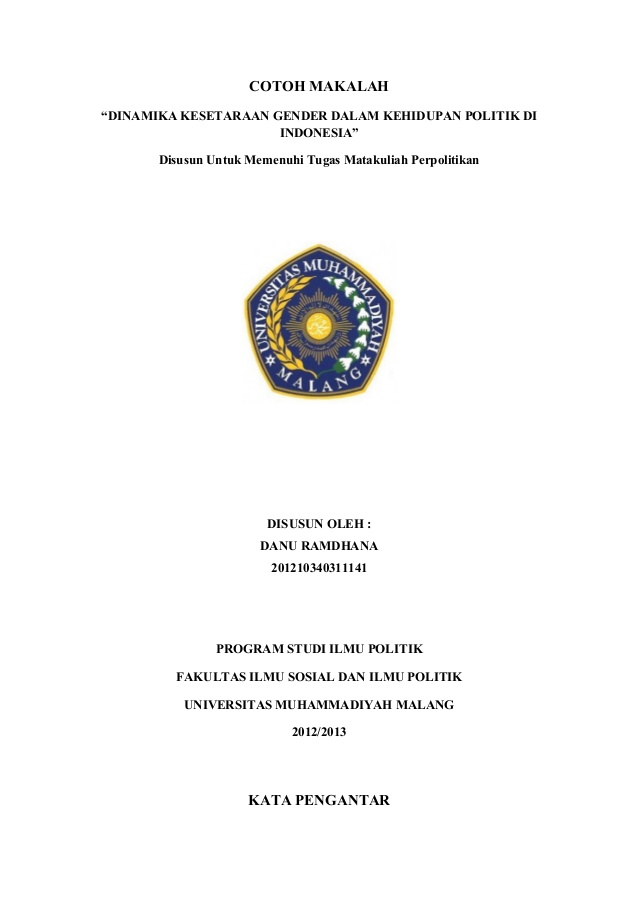 COTOH MAKALAH
“DINAMIKA KESETARAAN GENDER DALAM KEHIDUPAN POLITIK DI
INDONESIA”
Disusun Untuk Memenuhi Tugas Matakuliah Perpolitikan
UNIVERSITAS MUHAMMADIYAH
MALANG
DISUSUN OLEH :
DANU RAMDHANA
201210340311141
PROGRAM STUDI ILMU POLITIK
FAKULTAS ILMU SOSIAL DAN ILMU POLITIK
UNIVERSITAS MUHAMMADIYAH MALANG
2012/2013
KATA PENGANTAR